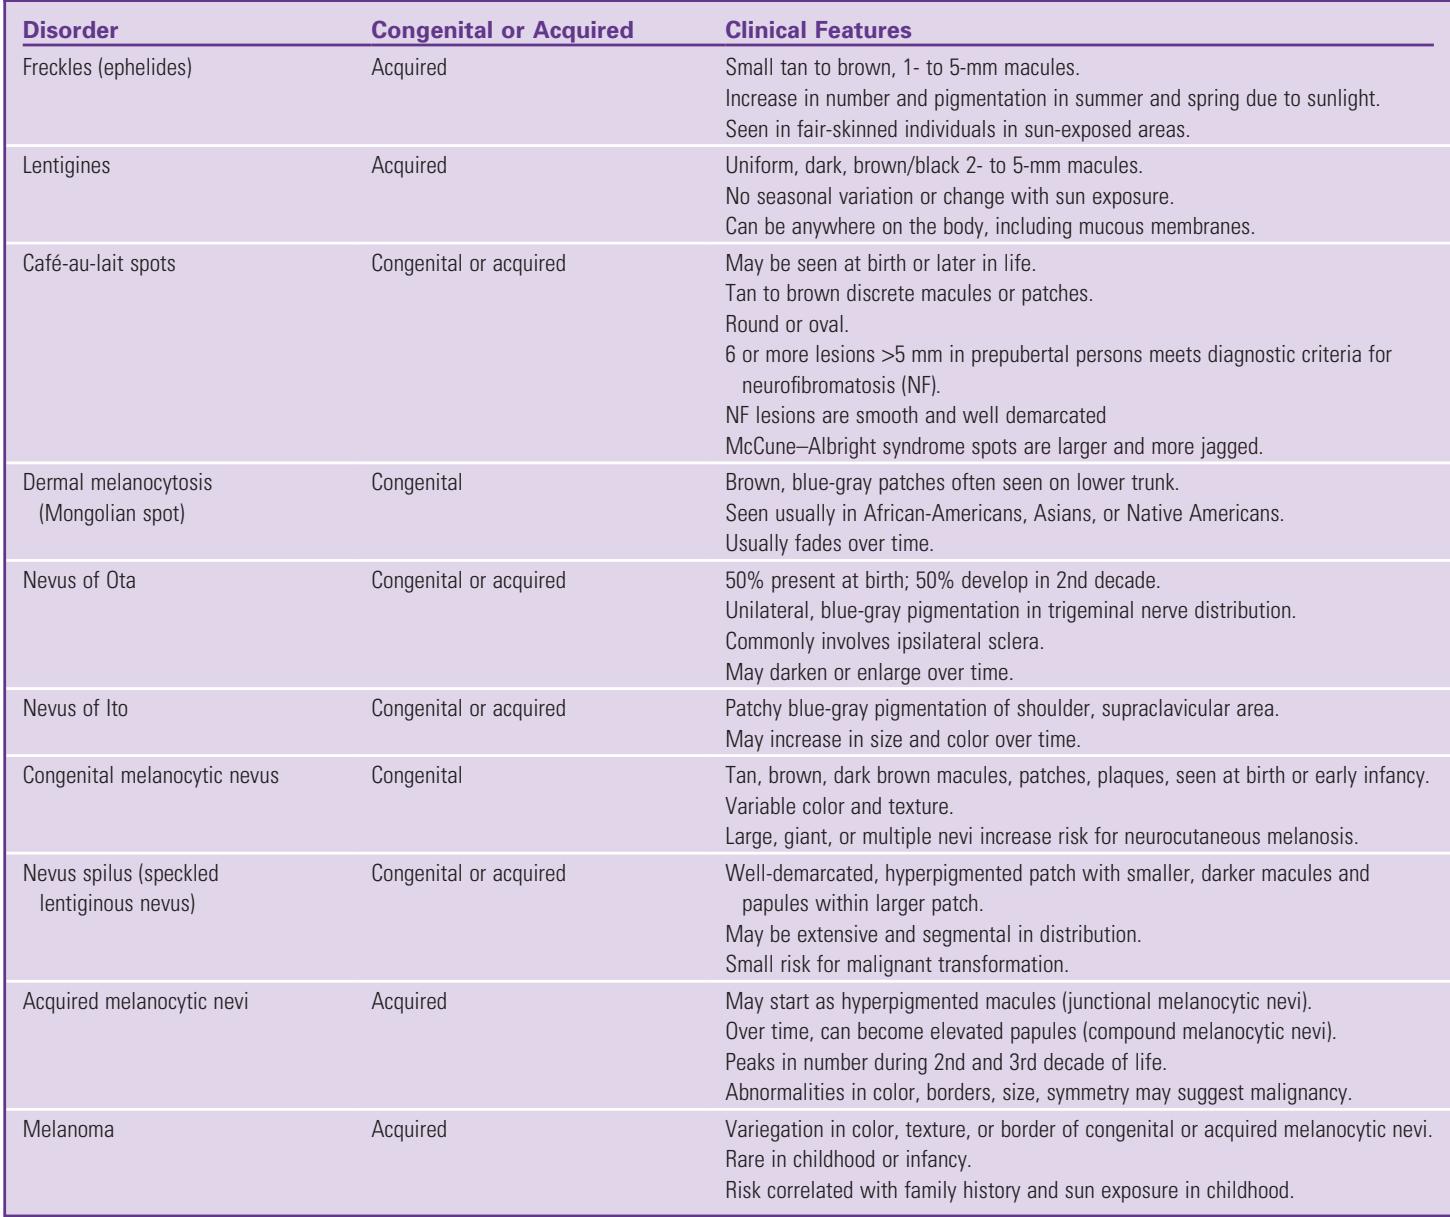 Disorder Congenital or Acquired Clinical Features
Freckles (ephelides) Acquired Small tan to brown, 1- to 5-mm macules.
Increase in number and pigmentation in summer and spring due to sunlight.
Seen in fair-skinned individuals in sun-exposed areas.
Lentigines Acquired Uniform, dark, brown/black 2- to 5-mm macules.
No seasonal variation or change with sun exposure.
Can be anywhere on the body, including mucous membranes.
Café-au-lait spots Congenital or acquired May be seen at birth or later in life.
Tan to brown discrete macules or patches.
Round or oval.
6 or more lesions >5 mm in prepubertal persons meets diagnostic criteria for
neurofibromatosis (NF).
NF lesions are smooth and well demarcated
McCune–Albright syndrome spots are larger and more jagged.
Dermal melanocytosis Congenital Brown, blue-gray patches often seen on lower trunk.
(Mongolian spot) Seen usually in African-Americans, Asians, or Native Americans.
Usually fades over time.
Nevus of Ota Congenital or acquired 50% present at birth; 50% develop in 2nd decade.
Unilateral, blue-gray pigmentation in trigeminal nerve distribution.
Commonly involves ipsilateral sclera.
May darken or enlarge over time.
Nevus of Ito Congenital or acquired Patchy blue-gray pigmentation of shoulder, supraclavicular area.
May increase in size and color over time.
Congenital melanocytic nevus Congenital Tan, brown, dark brown macules, patches, plaques, seen at birth or early infancy.
Variable color and texture.
Large, giant, or multiple nevi increase risk for neurocutaneous melanosis.
Nevus spilus (speckled Congenital or acquired Well-demarcated, hyperpigmented patch with smaller, darker macules and
lentiginous nevus) papules within larger patch.
May be extensive and segmental in distribution.
Small risk for malignant transformation.
Acquired melanocytic nevi Acquired May start as hyperpigmented macules (junctional melanocytic nevi).
Over time, can become elevated papules (compound melanocytic nevi).
Peaks in number during 2nd and 3rd decade of life.
Abnormalities in color, borders, size, symmetry may suggest malignancy.
Melanoma Acquired Variegation in color, texture, or border of congenital or acquired melanocytic nevi.
Rare in childhood or infancy.
Risk correlated with family history and sun exposure in childhood.